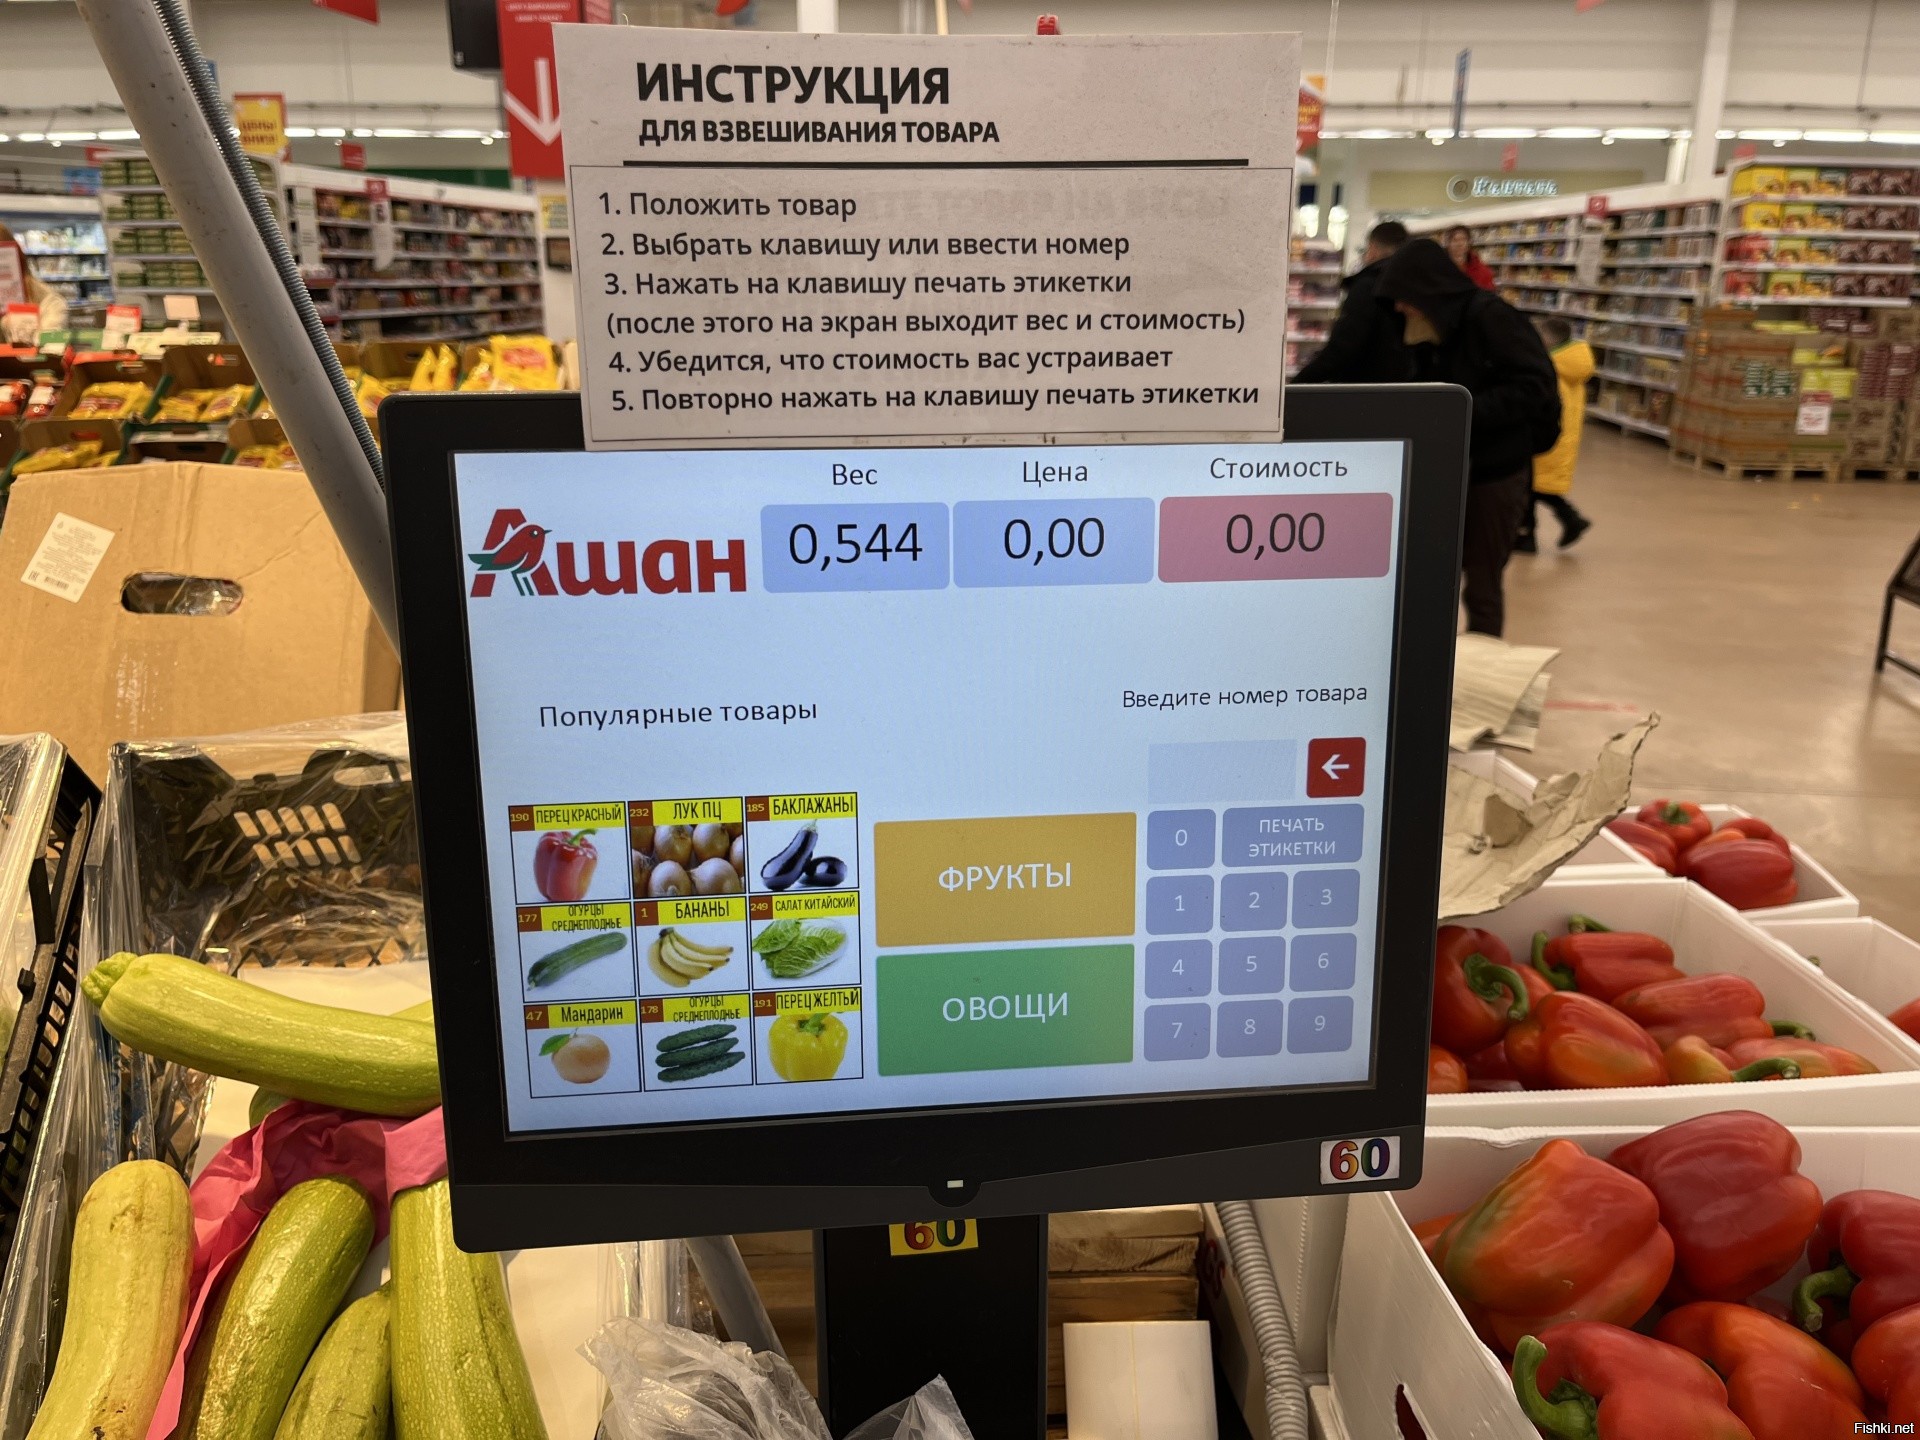 ИНСТРУКЦИЯ
ДЛЯ ВЗВЕШИВАНИЯ ТОВАРА
1. Положить товар
2. Выбрать клавишу или ввести номер
3. Нажать на клавишу печать этикетки
(после этого на экран выходит вес и стоимость)
4. Убедится, что стоимость вас устраивает
5. Повторно нажать на клавишу печать этикетки
Вес Цена Стоимость
Ашан 0,544 0,00 0,00
Популярные товары
Введите номер товара
190 ПЕРЕЦ КРАСНЫЙ
232 ЛУК ПЦ
185 БАКЛАЖАНЫ
177 ОГУРЦЫ СРЕДНЕПЛОДНЫЕ
1 БАНАНЫ
249 САЛАТ КИТАЙСКИЙ
47 Мандарин
178 ОГУРЦЫ СРЕДНЕПЛОДНЫЕ
191 ПЕРЕЦ ЖЕЛТЫЙ
ФРУКТЫ
ОВОЩИ
0 ПЕЧАТЬ
ЭТИКЕТКИ
1 2 3
4 5 6
7 8 9
60
60
Fishki.net